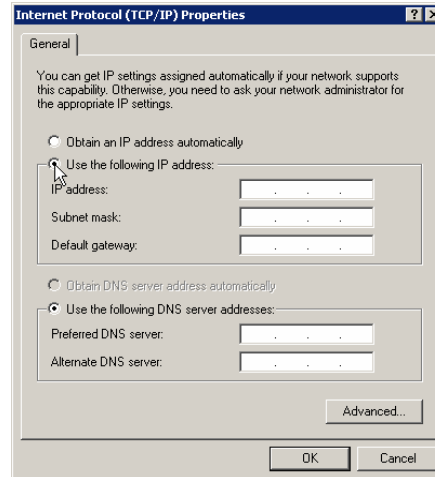 Internet Protocol (TCP/IP) Properties
General
You can get IP settings assigned automatically if your network supports
this capability. Otherwise, you need to ask your network administrator for
the appropriate IP settings.
Obtain an IP address automatically
Use the following IP address:
IP address:
Subnet mask:
Default gateway:
Obtain DNS server address automatically
Use the following DNS server addresses:
Preferred DNS server:
Alternate DNS server:
Advanced...
OK
Cancel